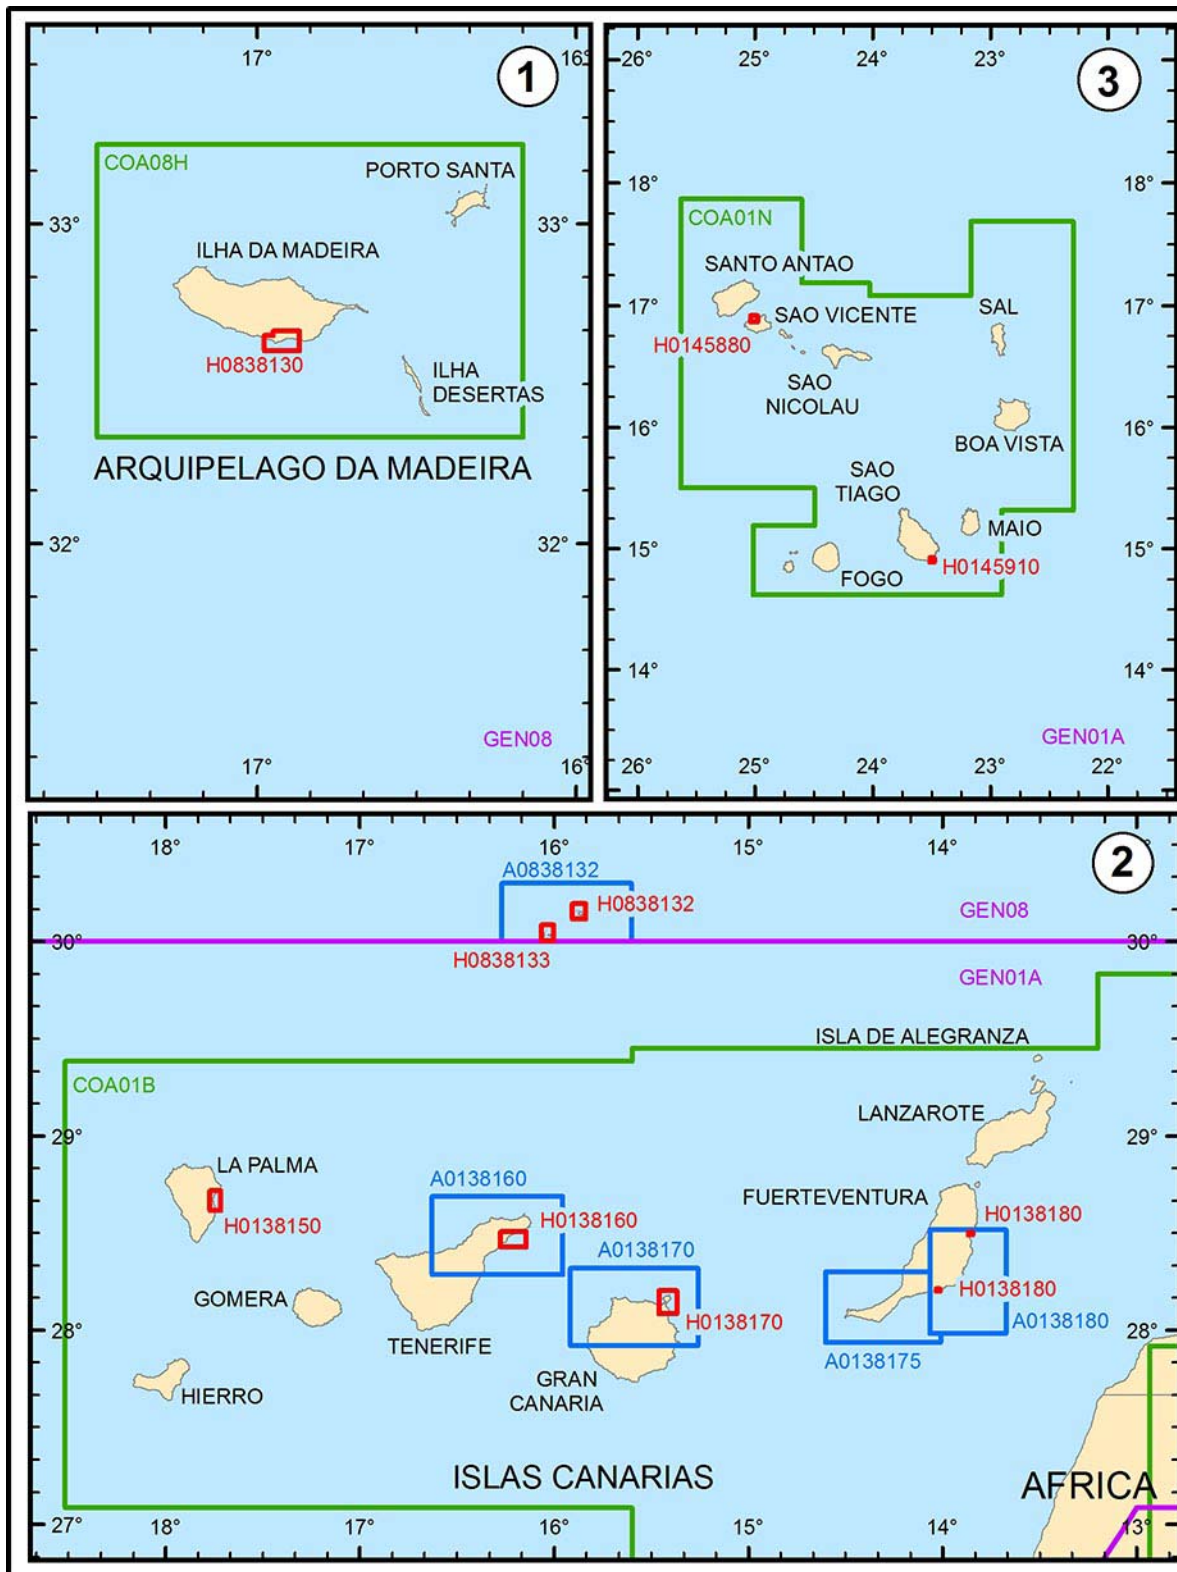 17°
16°
1
COA08H
PORTO SANTA
33°
33°
ILHA DA MADEIRA
H0838130
ILHA
DESERTAS
ARQUIPELAGO DA MADEIRA
32°
32°
GEN08
17°
16°
26°
25°
24°
23°
3
18°
18°
COA01N
SANTO ANTAO
17°
17°
SAO VICENTE
SAL
H0145880
SAO
NICOLAU
16°
16°
BOA VISTA
SAO
TIAGO
MAIO
15°
15°
H0145910
FOGO
14°
14°
GEN01A
26°
25°
24°
23°
22°
18°
17°
16°
15°
14°
2
A0838132
H0838132
GEN08
30°
30°
H0838133
GEN01A
ISLA DE ALEGRANZA
COA01B
LANZAROTE
29°
29°
LA PALMA
A0138160
FUERTEVENTURA
H0138150
H0138160
H0138180
A0138170
H0138180
GOMERA
H0138170
A0138180
28°
28°
TENERIFE
A0138175
GRAN
CANARIA
HIERRO
ISLAS CANARIAS
AFRICA
27°
18°
17°
16°
15°
14°
13°